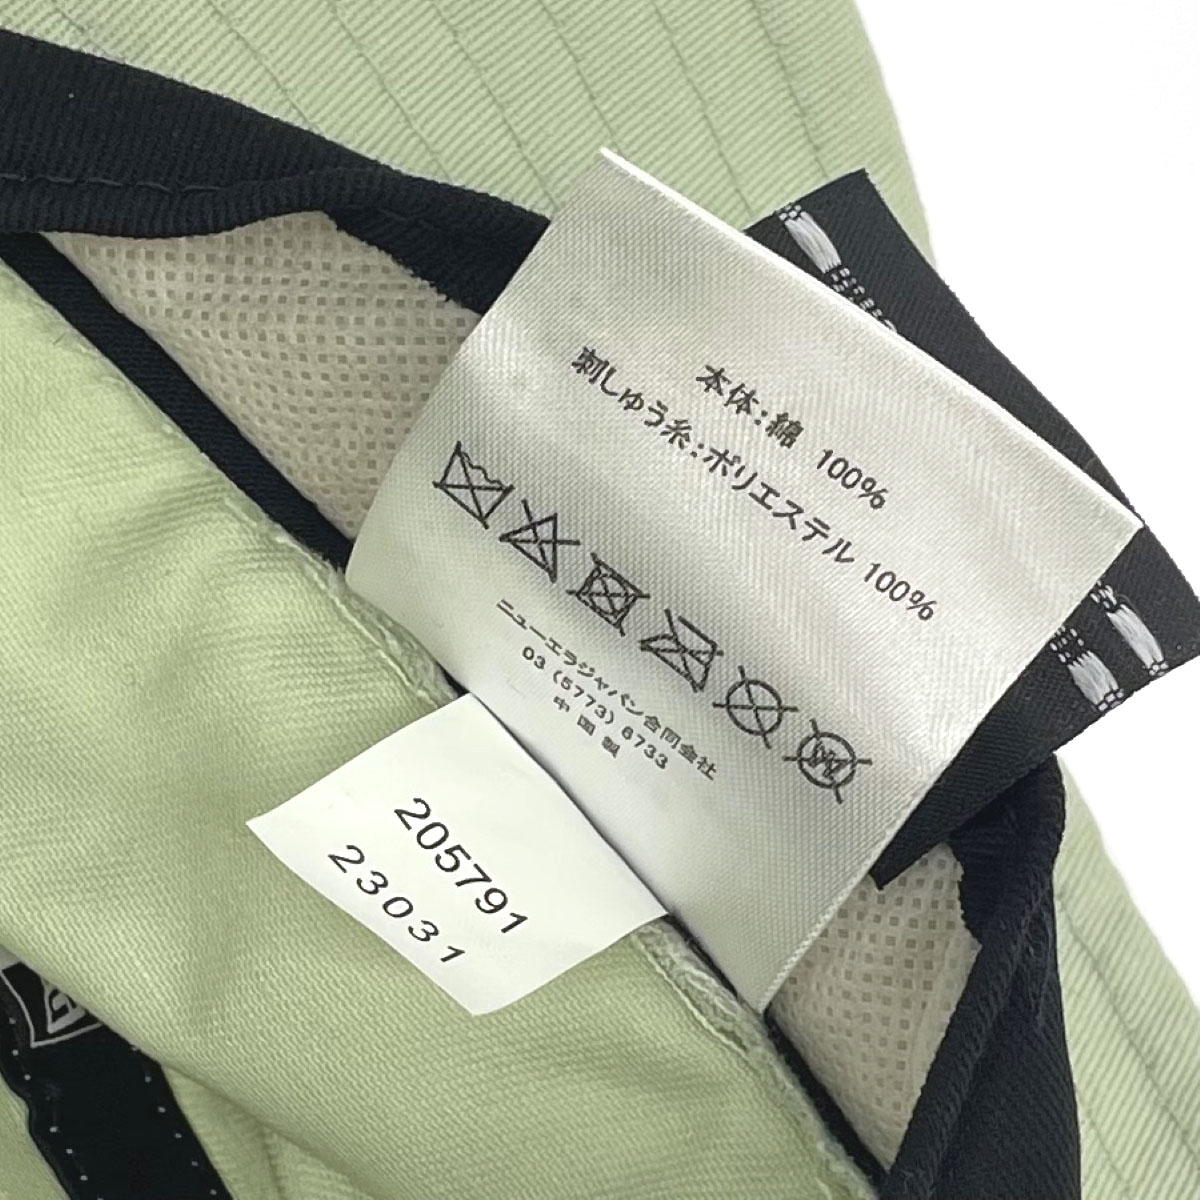 本体：綿 100%
刺しゅう糸：ポリエステル 100%
ニューエラジャパン合同会社
03 (5773) 6733
中国製
205791
23031